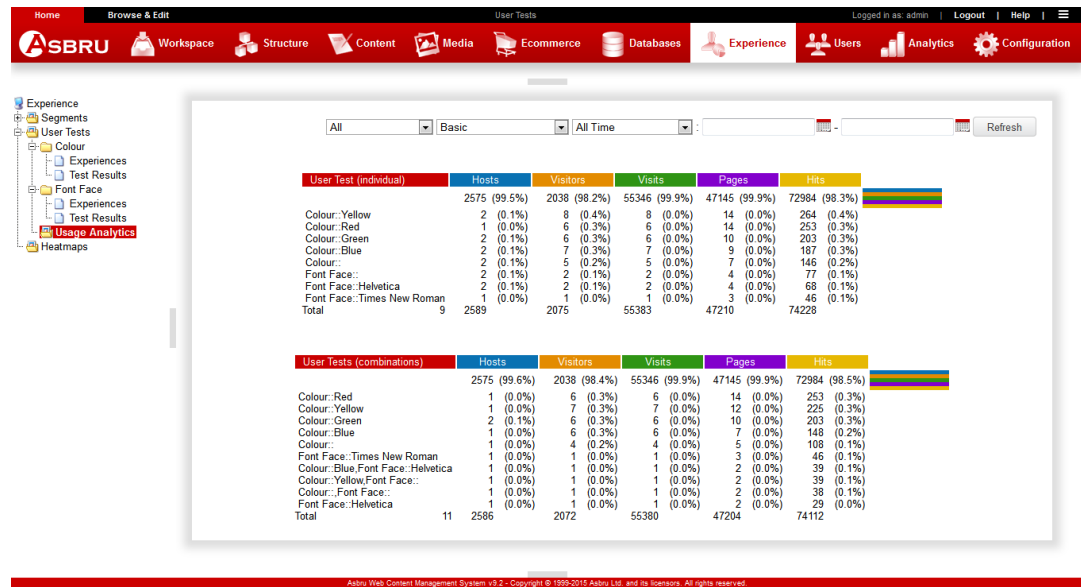 Home Browse & Edit User Tests Logged in as: admin | Logout | Help |
ASBRU Workspace Structure Content Media Ecommerce Databases Experience Users Analytics Configuration
Experience
Segments
User Tests
Colour
Experiences
Test Results
Font Face
Experiences
Test Results
Usage Analytics
Heatmaps
All Basic All Time : - Refresh
User Test (individual) Hosts Visitors Visits Pages Hits
2575 (99.5%) 2038 (98.2%) 55346 (99.9%) 47145 (99.9%) 72984 (98.3%)
Colour::Yellow 2 (0.1%) 8 (0.4%) 8 (0.0%) 14 (0.0%) 264 (0.4%)
Colour::Red 1 (0.0%) 6 (0.3%) 6 (0.0%) 14 (0.0%) 253 (0.3%)
Colour::Green 2 (0.1%) 6 (0.3%) 6 (0.0%) 10 (0.0%) 203 (0.3%)
Colour::Blue 2 (0.1%) 7 (0.3%) 7 (0.0%) 9 (0.0%) 187 (0.3%)
Colour:: 2 (0.1%) 5 (0.2%) 5 (0.0%) 7 (0.0%) 146 (0.2%)
Font Face:: 2 (0.1%) 2 (0.1%) 2 (0.0%) 4 (0.0%) 77 (0.1%)
Font Face::Helvetica 2 (0.1%) 2 (0.1%) 2 (0.0%) 4 (0.0%) 68 (0.1%)
Font Face::Times New Roman 1 (0.0%) 1 (0.0%) 1 (0.0%) 3 (0.0%) 46 (0.1%)
Total 9 2589 2075 55383 47210 74228
User Tests (combinations) Hosts Visitors Visits Pages Hits
2575 (99.6%) 2038 (98.4%) 55346 (99.9%) 47145 (99.9%) 72984 (98.5%)
Colour::Red 1 (0.0%) 6 (0.3%) 6 (0.0%) 14 (0.0%) 253 (0.3%)
Colour::Yellow 1 (0.0%) 7 (0.3%) 7 (0.0%) 12 (0.0%) 225 (0.3%)
Colour::Green 2 (0.1%) 6 (0.3%) 6 (0.0%) 10 (0.0%) 203 (0.3%)
Colour::Blue 1 (0.0%) 6 (0.3%) 6 (0.0%) 7 (0.0%) 148 (0.2%)
Colour:: 1 (0.0%) 4 (0.2%) 4 (0.0%) 5 (0.0%) 108 (0.1%)
Font Face::Times New Roman 1 (0.0%) 1 (0.0%) 1 (0.0%) 3 (0.0%) 46 (0.1%)
Colour::Blue,Font Face::Helvetica 1 (0.0%) 1 (0.0%) 1 (0.0%) 2 (0.0%) 39 (0.1%)
Colour::Yellow,Font Face:: 1 (0.0%) 1 (0.0%) 1 (0.0%) 2 (0.0%) 39 (0.1%)
Colour::,Font Face:: 1 (0.0%) 1 (0.0%) 1 (0.0%) 2 (0.0%) 38 (0.1%)
Font Face::Helvetica 1 (0.0%) 1 (0.0%) 1 (0.0%) 2 (0.0%) 29 (0.0%)
Total 11 2586 2072 55380 47204 74112
Asbru Web Content Management System v9.2 - Copyright © 1999-2015 Asbru Ltd. and its licensors. All rights reserved.